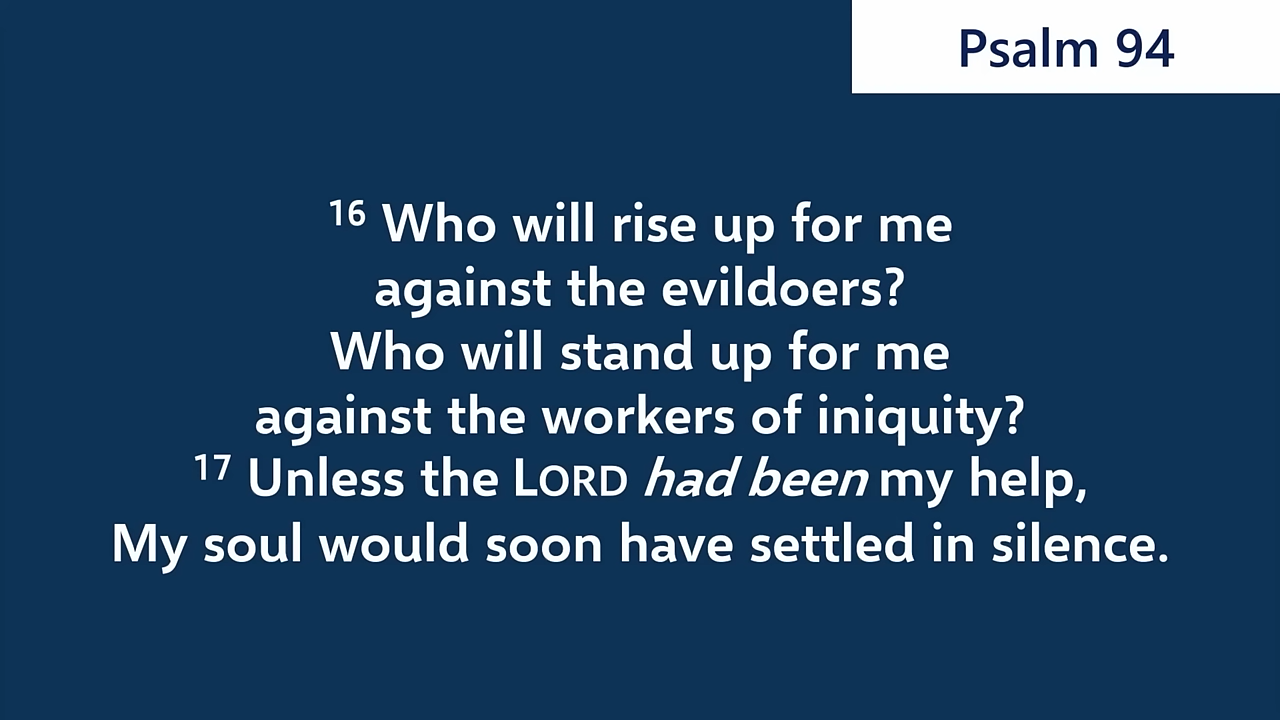 Psalm 94
16 Who will rise up for me
against the evildoers?
Who will stand up for me
against the workers of iniquity?
17 Unless the LORD had been my help,
My soul would soon have settled in silence.